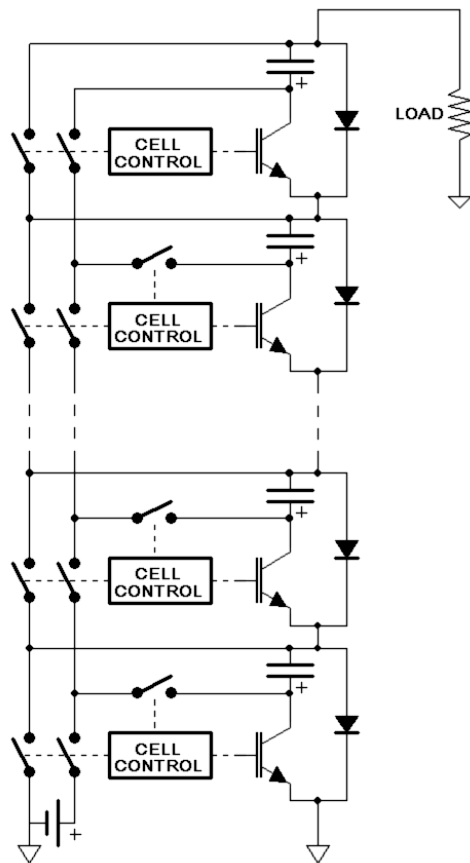 +
CELL
CONTROL
LOAD
+
CELL
CONTROL
+
CELL
CONTROL
+
CELL
CONTROL
+